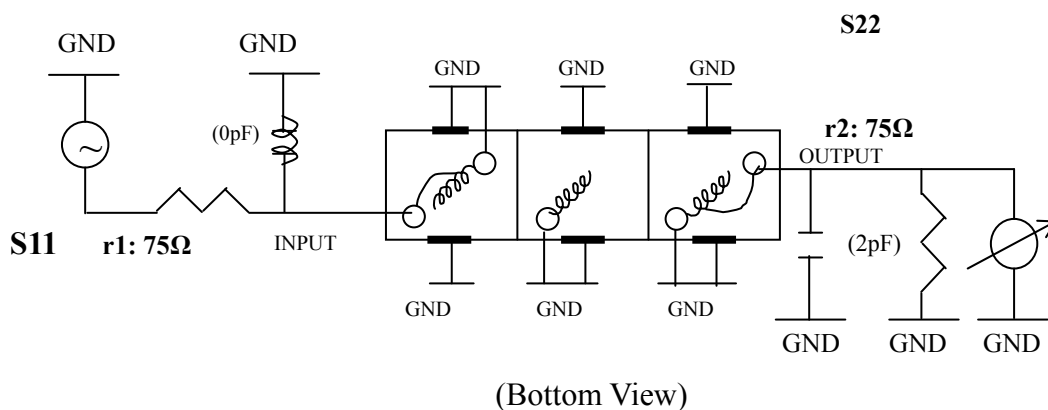 S22
GND
GND
GND
GND
GND
(0pF)
r2: 75Ω
OUTPUT
S11
r1: 75Ω
INPUT
(2pF)
GND
GND
GND
GND
GND
GND
(Bottom View)